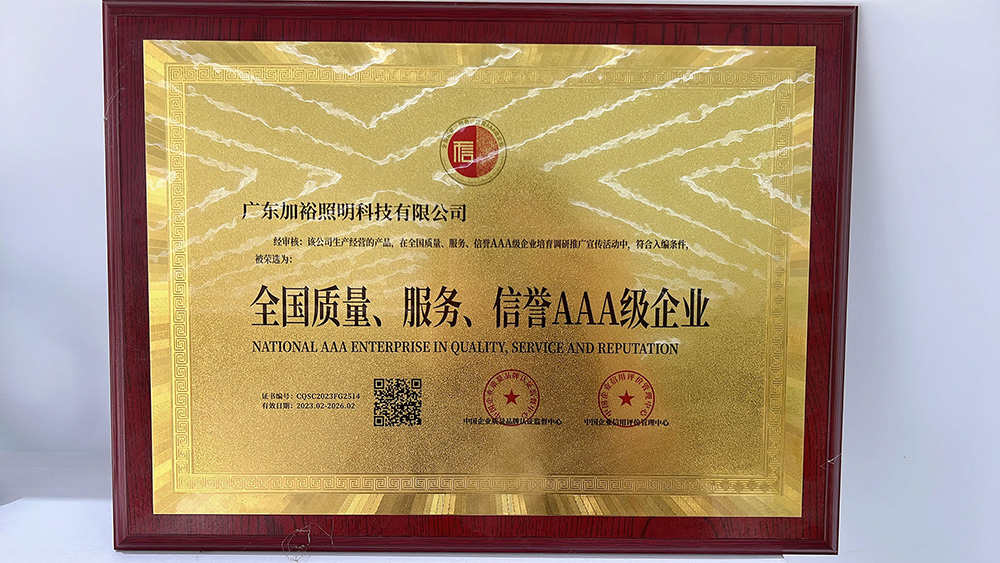 信
广东加裕照明科技有限公司
经审核：该公司生产经营的产品，在全国质量、服务、信誉AAA级企业培育调研推广宣传活动中，符合入编条件，
被荣选为：
全国质量、服务、信誉AAA级企业
NATIONAL AAA ENTERPRISE IN QUALITY, SERVICE AND REPUTATION
证书编号：CQSC2023FG2514
有效日期：2023.02-2026.02
中国企业质量品牌认证监督中心
中国企业信用评价管理中心